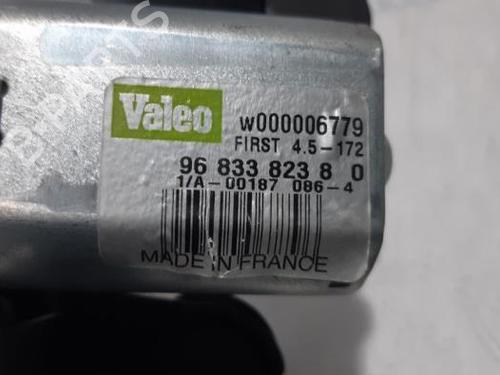 Valeo
w000006779
FIRST 4.5-172
96 833 823 8 0
1/A-00187 086-4
MADE IN FRANCE